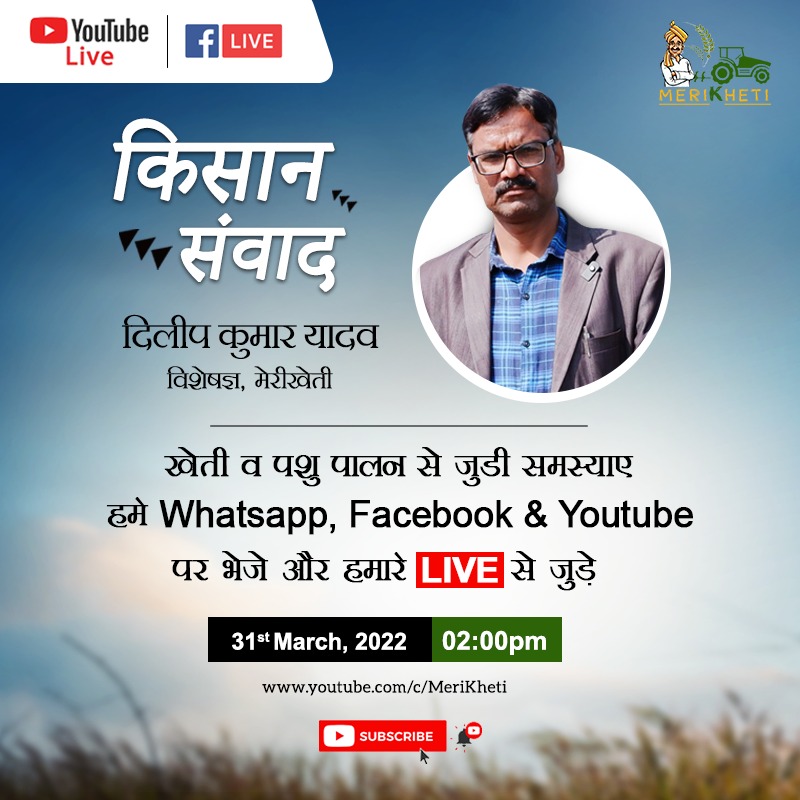 YouTube
Live
f LIVE
MERIKHETI
किसान
संवाद
दिलीप कुमार यादव
विशेषज्ञ, मेरीखेती
खेती व पशु पालन से जुडी समस्याए
हमे Whatsapp, Facebook & Youtube
पर भेजे और हमारे LIVE से जुड़े
31st March, 2022 02:00pm
www.youtube.com/c/MeriKheti
SUBSCRIBE